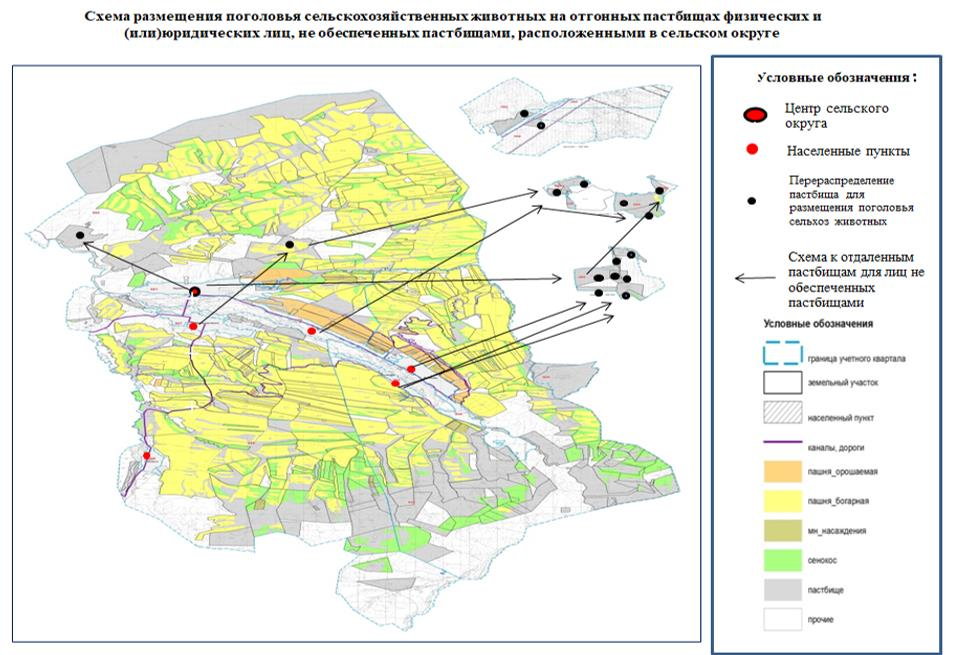 Схема размещения поголовья сельскохозяйственных животных на отгонных пастбищах физических и
(или)юридических лиц, не обеспеченных пастбищами, расположенными в сельском округе
Условные обозначения :
Центр сельского
округа
Населенные пункты
Перераспределение
пастбища для
размещения поголовья
сельхоз животных
Схема к отдаленным
пастбищам для лиц не
обеспеченных
пастбищами
Условные обозначения
граница учетного квартала
земельный участок
населенный пункт
каналы, дороги
пашня_орошаемая
пашня_богарная
мн_насаждения
сенокос
пастбище
прочие